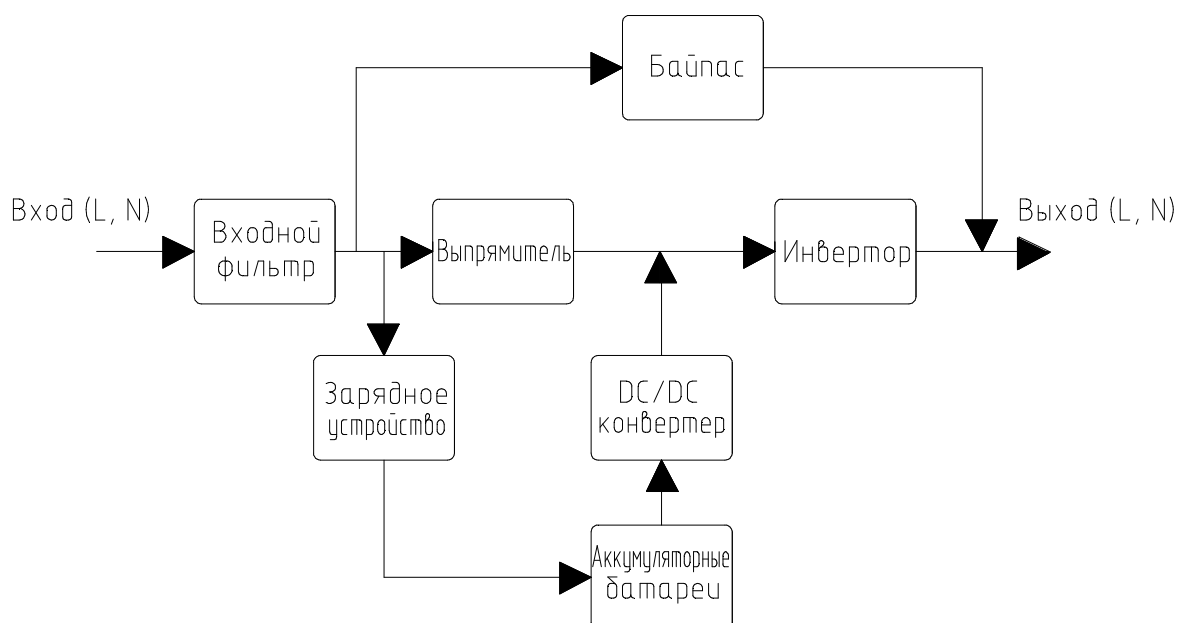 Байпас
Вход (L, N)
Входной
фильтр
Выпрямитель
Инвертор
Выход (L, N)
Зарядное
устройство
DC/DC
конвертер
Аккумуляторные
батареи